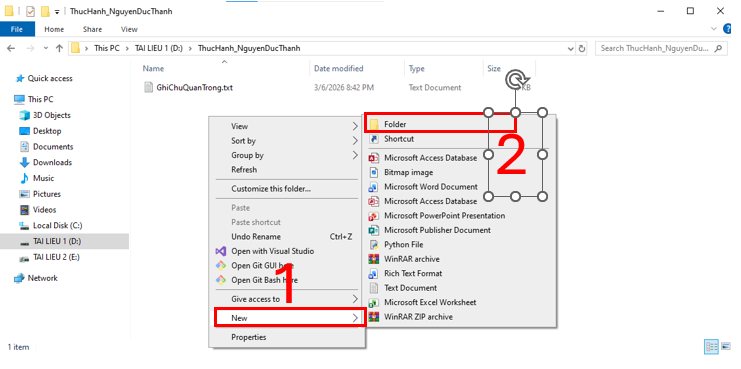 ThucHanh_NguyenDucThanh
File Home Share View
This PC TAI LIEU 1 (D:) ThucHanh_NguyenDucThanh
Search ThucHanh_NguyenDucThanh
Name Date modified Type Size
GhiChuQuanTrong.txt 3/6/2026 8:42 PM Text Document KB
Quick access
This PC
3D Objects
Desktop
Documents
Downloads
Music
Pictures
Videos
Local Disk (C:)
TAI LIEU 1 (D:)
TAI LIEU 2 (E:)
Network
View
Sort by
Group by
Refresh
Customize this folder...
Paste
Paste shortcut
Undo Rename Ctrl+Z
Open with Visual Studio
Open Git GUI here
Open Git Bash here
Give access to
New
Properties
1
Folder
Shortcut
Microsoft Access Database
Bitmap image
Microsoft Word Document
Microsoft Access Database
Microsoft PowerPoint Presentation
Microsoft Publisher Document
Python File
WinRAR archive
Rich Text Format
Text Document
Microsoft Excel Worksheet
WinRAR ZIP archive
2
1 item